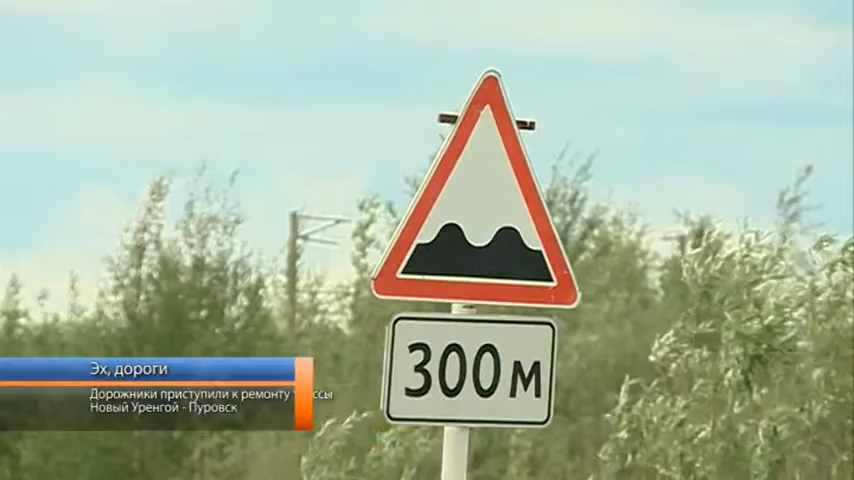 300 м
Эх, дороги
Дорожники приступили к ремонту
Новый Уренгой - Пуровск